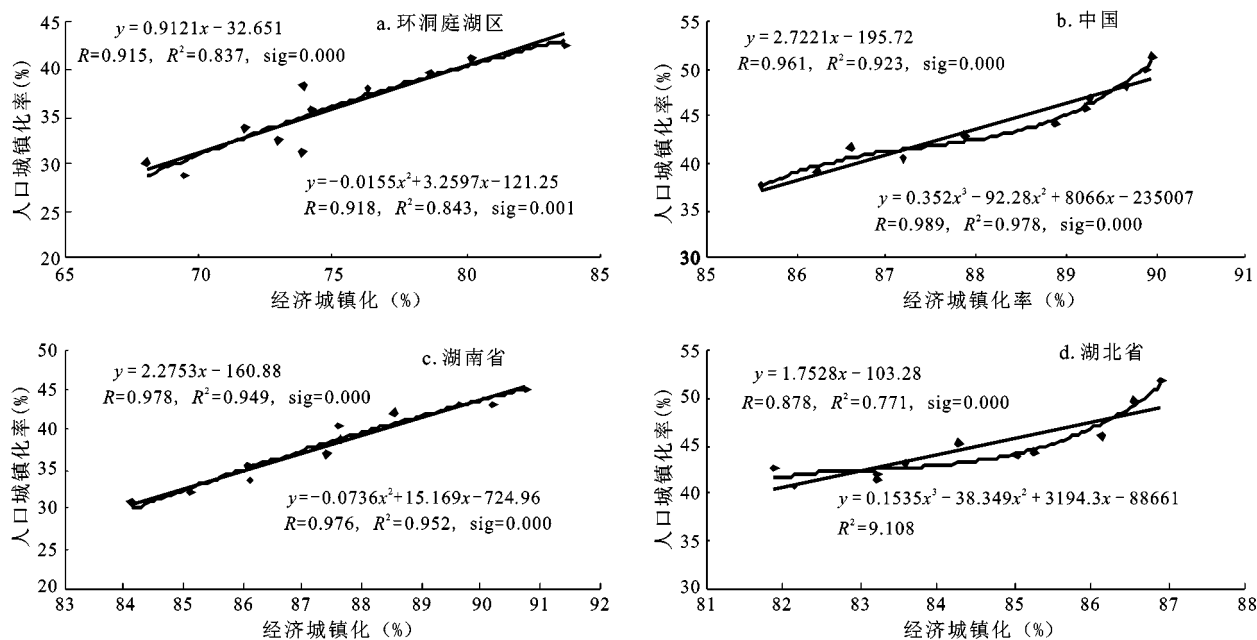 a. 环洞庭湖区
y=0.9121x-32.651
R=0.915, R²=0.837, sig=0.000
y=-0.0155x²+3.2597x-121.25
R=0.918, R²=0.843, sig=0.001
人口城镇化率(%)
45
40
35
30
25
20
65 70 75 80 85
经济城镇化 (%)
b. 中国
y=2.7221x-195.72
R=0.961, R²=0.923, sig=0.000
y=0.352x³-92.28x²+8066x-235007
R=0.989, R²=0.978, sig=0.000
人口城镇化率(%)
55
50
45
40
35
30
85 86 87 88 89 90 91
经济城镇化率 (%)
c. 湖南省
y=2.2753x-160.88
R=0.978, R²=0.949, sig=0.000
y=-0.0736x²+15.169x-724.96
R=0.976, R²=0.952, sig=0.000
人口城镇化率(%)
50
45
40
35
30
25
20
83 84 85 86 87 88 89 90 91 92
经济城镇化 (%)
d. 湖北省
y=1.7528x-103.28
R=0.878, R²=0.771, sig=0.000
y=0.1535x³-38.349x²+3194.3x-88661
R²=9.108
人口城镇化率(%)
55
50
45
40
45
30
81 82 83 84 85 86 87 88
经济城镇化 (%)